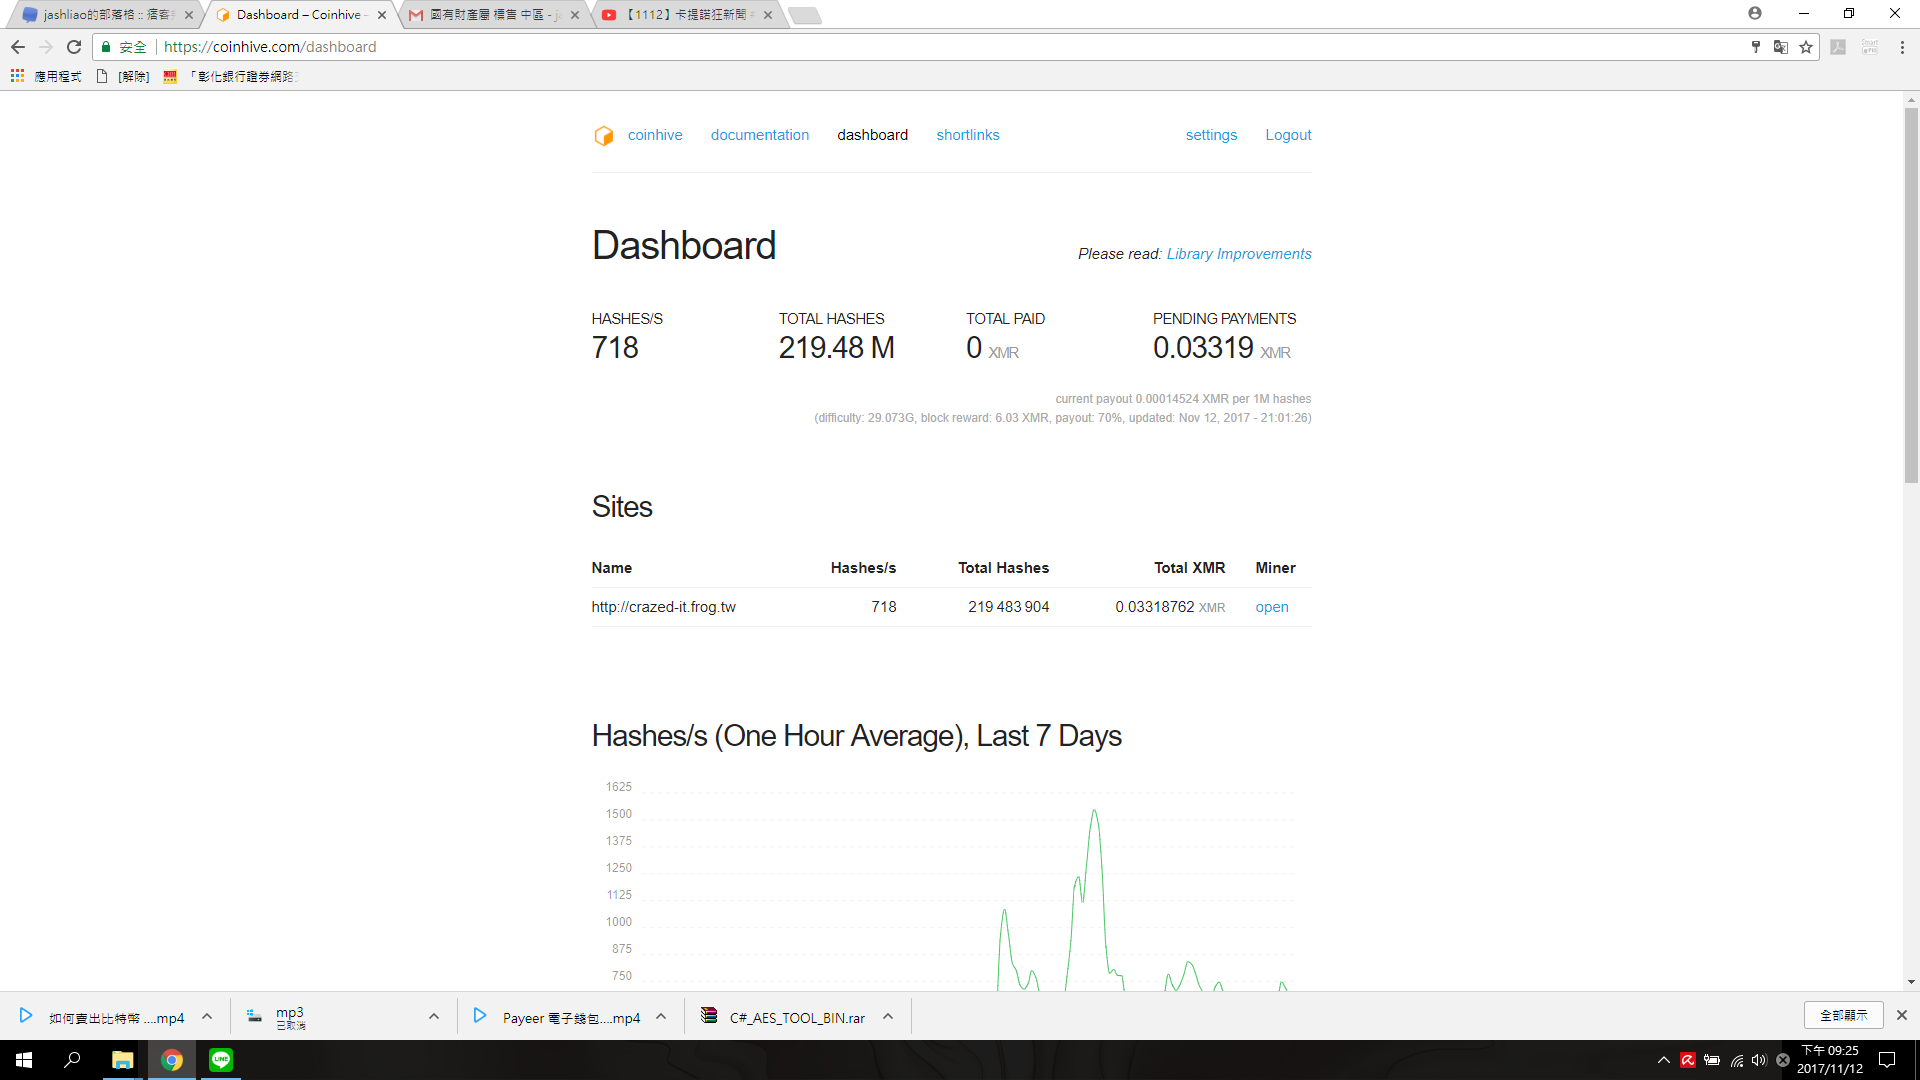 jashliao的部落格 :: 痞客
Dashboard – Coinhive -
國有財產屬 標售 中區 - ja
【1112】卡提諾狂新聞
安全
https://coinhive.com/dashboard
應用程式
[解除]
「彰化銀行證券網路
coinhive
documentation
dashboard
shortlinks
settings
Logout
Dashboard
Please read: Library Improvements
HASHES/S
TOTAL HASHES
TOTAL PAID
PENDING PAYMENTS
718
219.48 M
0 XMR
0.03319 XMR
current payout 0.00014524 XMR per 1M hashes
(difficulty: 29.073G, block reward: 6.03 XMR, payout: 70%, updated: Nov 12, 2017 - 21:01:26)
Sites
Name Hashes/s Total Hashes Total XMR Miner
http://crazed-it.frog.tw 718 219 483 904 0.03318762 XMR open
Hashes/s (One Hour Average), Last 7 Days
1625
1500
1375
1250
1125
1000
875
750
如何賣出比特幣 ....mp4
mp3
已取消
Payeer 電子錢包....mp4
C#_AES_TOOL_BIN.rar
全部顯示
LINE
下午 09:25
2017/11/12